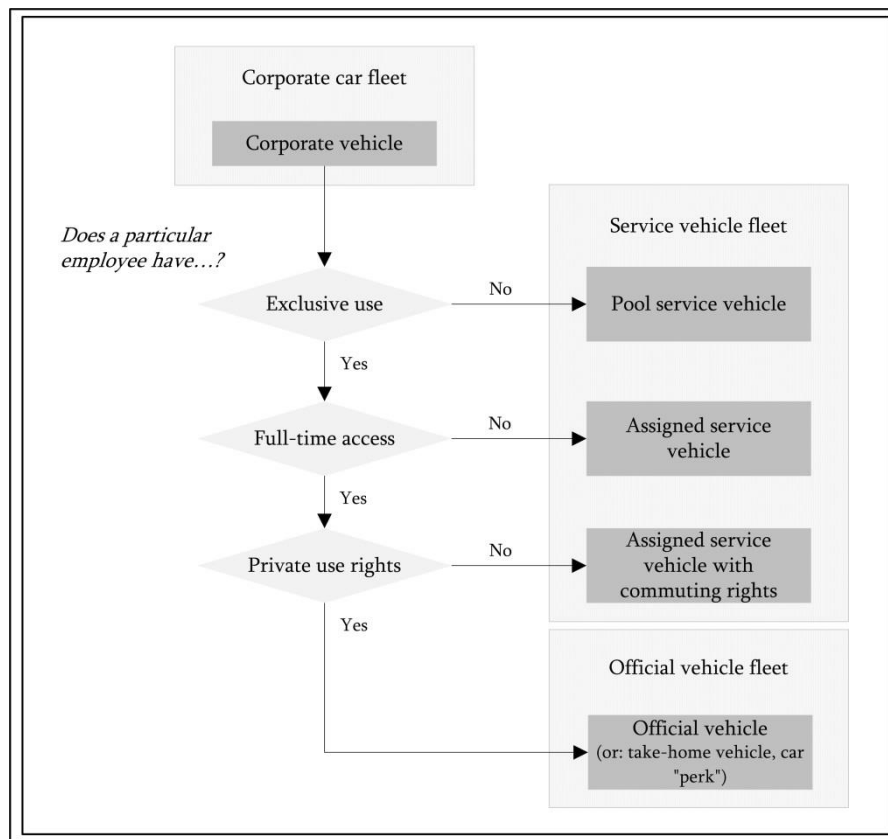 Corporate car fleet
Corporate vehicle
Does a particular
employee have…?
Service vehicle fleet
Exclusive use
No
Pool service vehicle
Yes
Full-time access
No
Assigned service
vehicle
Yes
Private use rights
No
Assigned service
vehicle with
commuting rights
Yes
Official vehicle fleet
Official vehicle
(or: take-home vehicle, car
"perk")